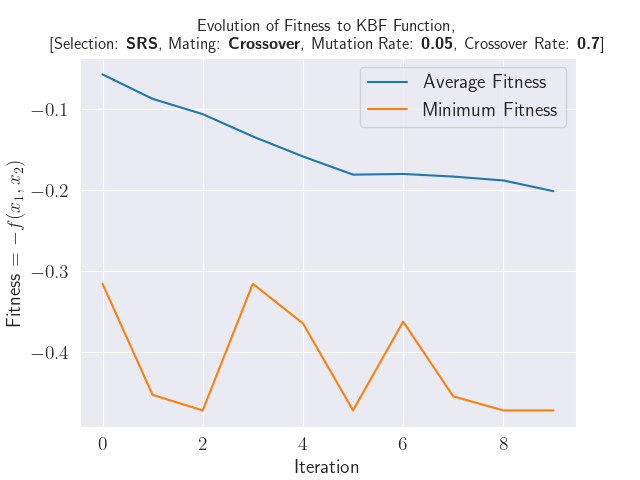 Evolution of Fitness to KBF Function,
[Selection: SRS, Mating: Crossover, Mutation Rate: 0.05, Crossover Rate: 0.7]
Average Fitness
Minimum Fitness
Fitness = −f(x₁, x₂)
−0.1
−0.2
−0.3
−0.4
0 2 4 6 8
Iteration